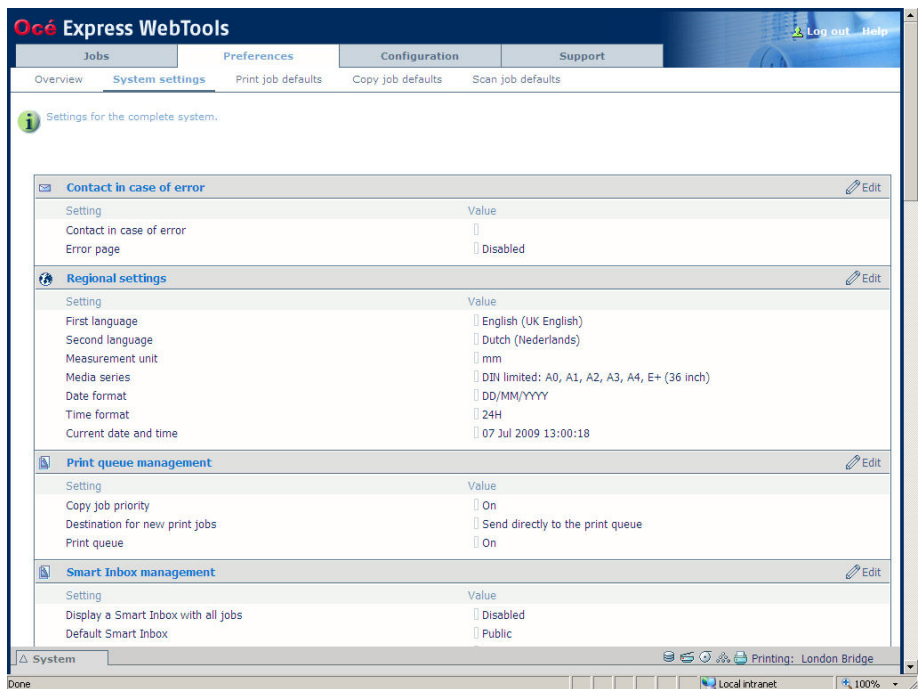 Océ Express WebTools
Log out Help
Jobs Preferences Configuration Support
Overview System settings Print job defaults Copy job defaults Scan job defaults
Settings for the complete system.
Contact in case of error Edit
Setting Value
Contact in case of error
Error page Disabled
Regional settings Edit
Setting Value
First language English (UK English)
Second language Dutch (Nederlands)
Measurement unit mm
Media series DIN limited: A0, A1, A2, A3, A4, E+ (36 inch)
Date format DD/MM/YYYY
Time format 24H
Current date and time 07 Jul 2009 13:00:18
Print queue management Edit
Setting Value
Copy job priority On
Destination for new print jobs Send directly to the print queue
Print queue On
Smart Inbox management Edit
Setting Value
Display a Smart Inbox with all jobs Disabled
Default Smart Inbox Public
System Printing: London Bridge
Done Local intranet 100%